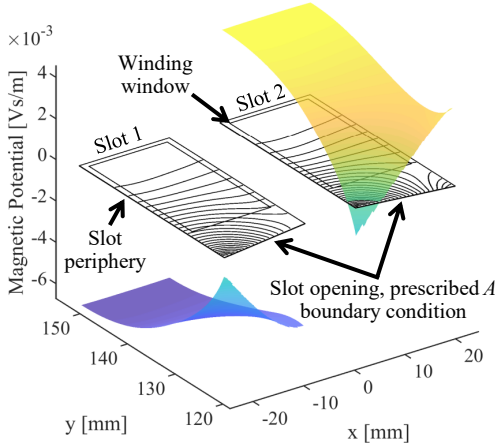 ×10⁻³
Magnetic Potential [Vs/m]
4
2
0
-2
-4
-6
Winding
window
Slot 2
Slot 1
Slot
periphery
Slot opening, prescribed A
boundary condition
150
140
130
120
y [mm]
-20
-10
0
10
20
x [mm]